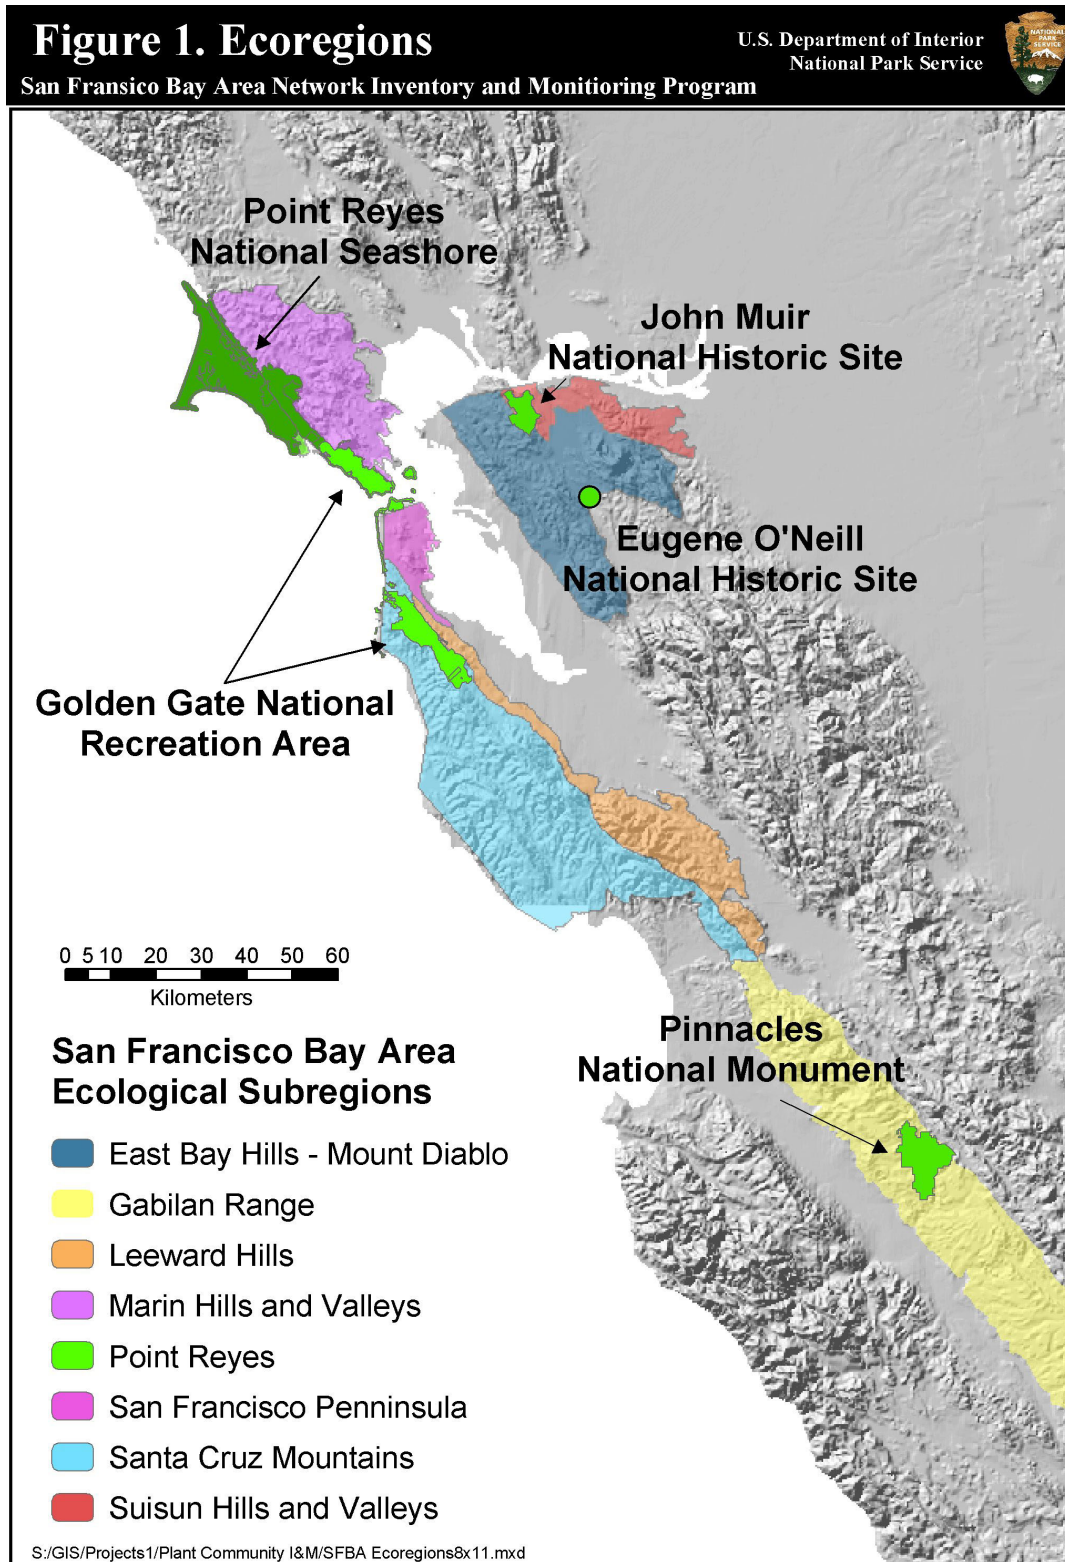 Figure 1. Ecoregions
San Fransico Bay Area Network Inventory and Monitioring Program
U.S. Department of Interior
National Park Service
NATIONAL
PARK
SERVICE
Point Reyes
National Seashore
John Muir
National Historic Site
Eugene O'Neill
National Historic Site
Golden Gate National
Recreation Area
0 5 10 20 30 40 50 60
Kilometers
Pinnacles
National Monument
San Francisco Bay Area
Ecological Subregions
East Bay Hills - Mount Diablo
Gabilan Range
Leeward Hills
Marin Hills and Valleys
Point Reyes
San Francisco Penninsula
Santa Cruz Mountains
Suisun Hills and Valleys
S:/GIS/Projects1/Plant Community I&M/SFBA Ecoregions8x11.mxd